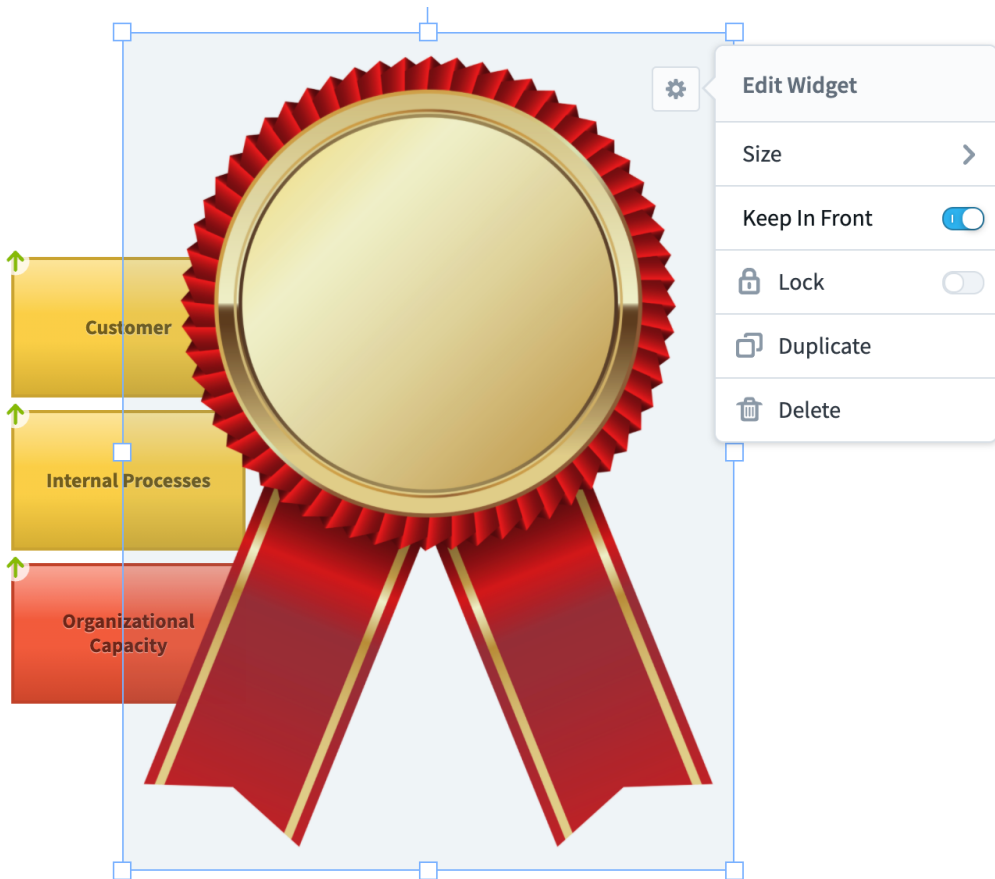 Edit Widget
Size
Keep In Front
Lock
Duplicate
Delete
Customer
Internal Processes
Organizational
Capacity